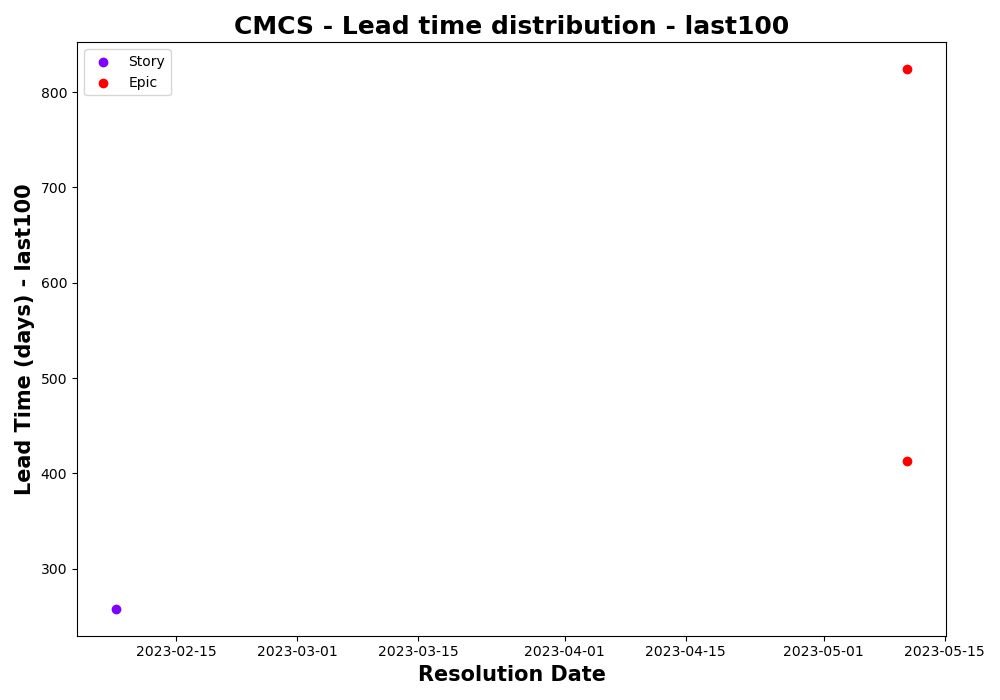 CMCS - Lead time distribution - last100
Story
Epic
Lead Time (days) - last100
800
700
600
500
400
300
2023-02-15 2023-03-01 2023-03-15 2023-04-01 2023-04-15 2023-05-01 2023-05-15
Resolution Date